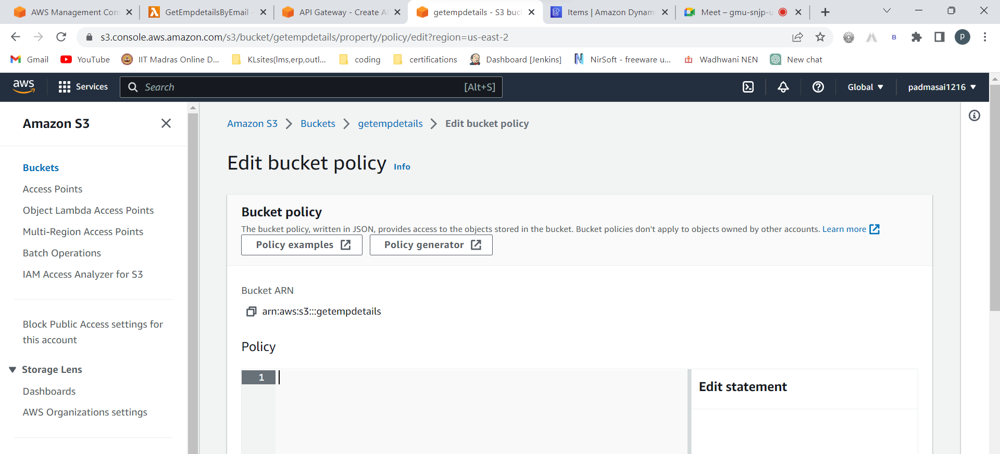 AWS Management Con
GetEmpdetailsByEmail -
API Gateway - Create A
getempdetails - S3 buc
Items | Amazon Dynam
Meet – gmu-snjp-u
s3.console.aws.amazon.com/s3/bucket/getempdetails/property/policy/edit?region=us-east-2
B
p
Gmail
YouTube
IIT Madras Online D...
KLsites(lms,erp,outl...
coding
certifications
Dashboard [Jenkins]
NirSoft - freeware u...
Wadhwani NEN
New chat
aws
Services
Search
[Alt+S]
Global
padmasai1216
Amazon S3
Buckets
Access Points
Object Lambda Access Points
Multi-Region Access Points
Batch Operations
IAM Access Analyzer for S3
Block Public Access settings for
this account
Storage Lens
Dashboards
AWS Organizations settings
Amazon S3
Buckets
getempdetails
Edit bucket policy
Edit bucket policy
Info
Bucket policy
The bucket policy, written in JSON, provides access to the objects stored in the bucket. Bucket policies don't apply to objects owned by other accounts. Learn more
Policy examples
Policy generator
Bucket ARN
arn:aws:s3:::getempdetails
Policy
1
Edit statement